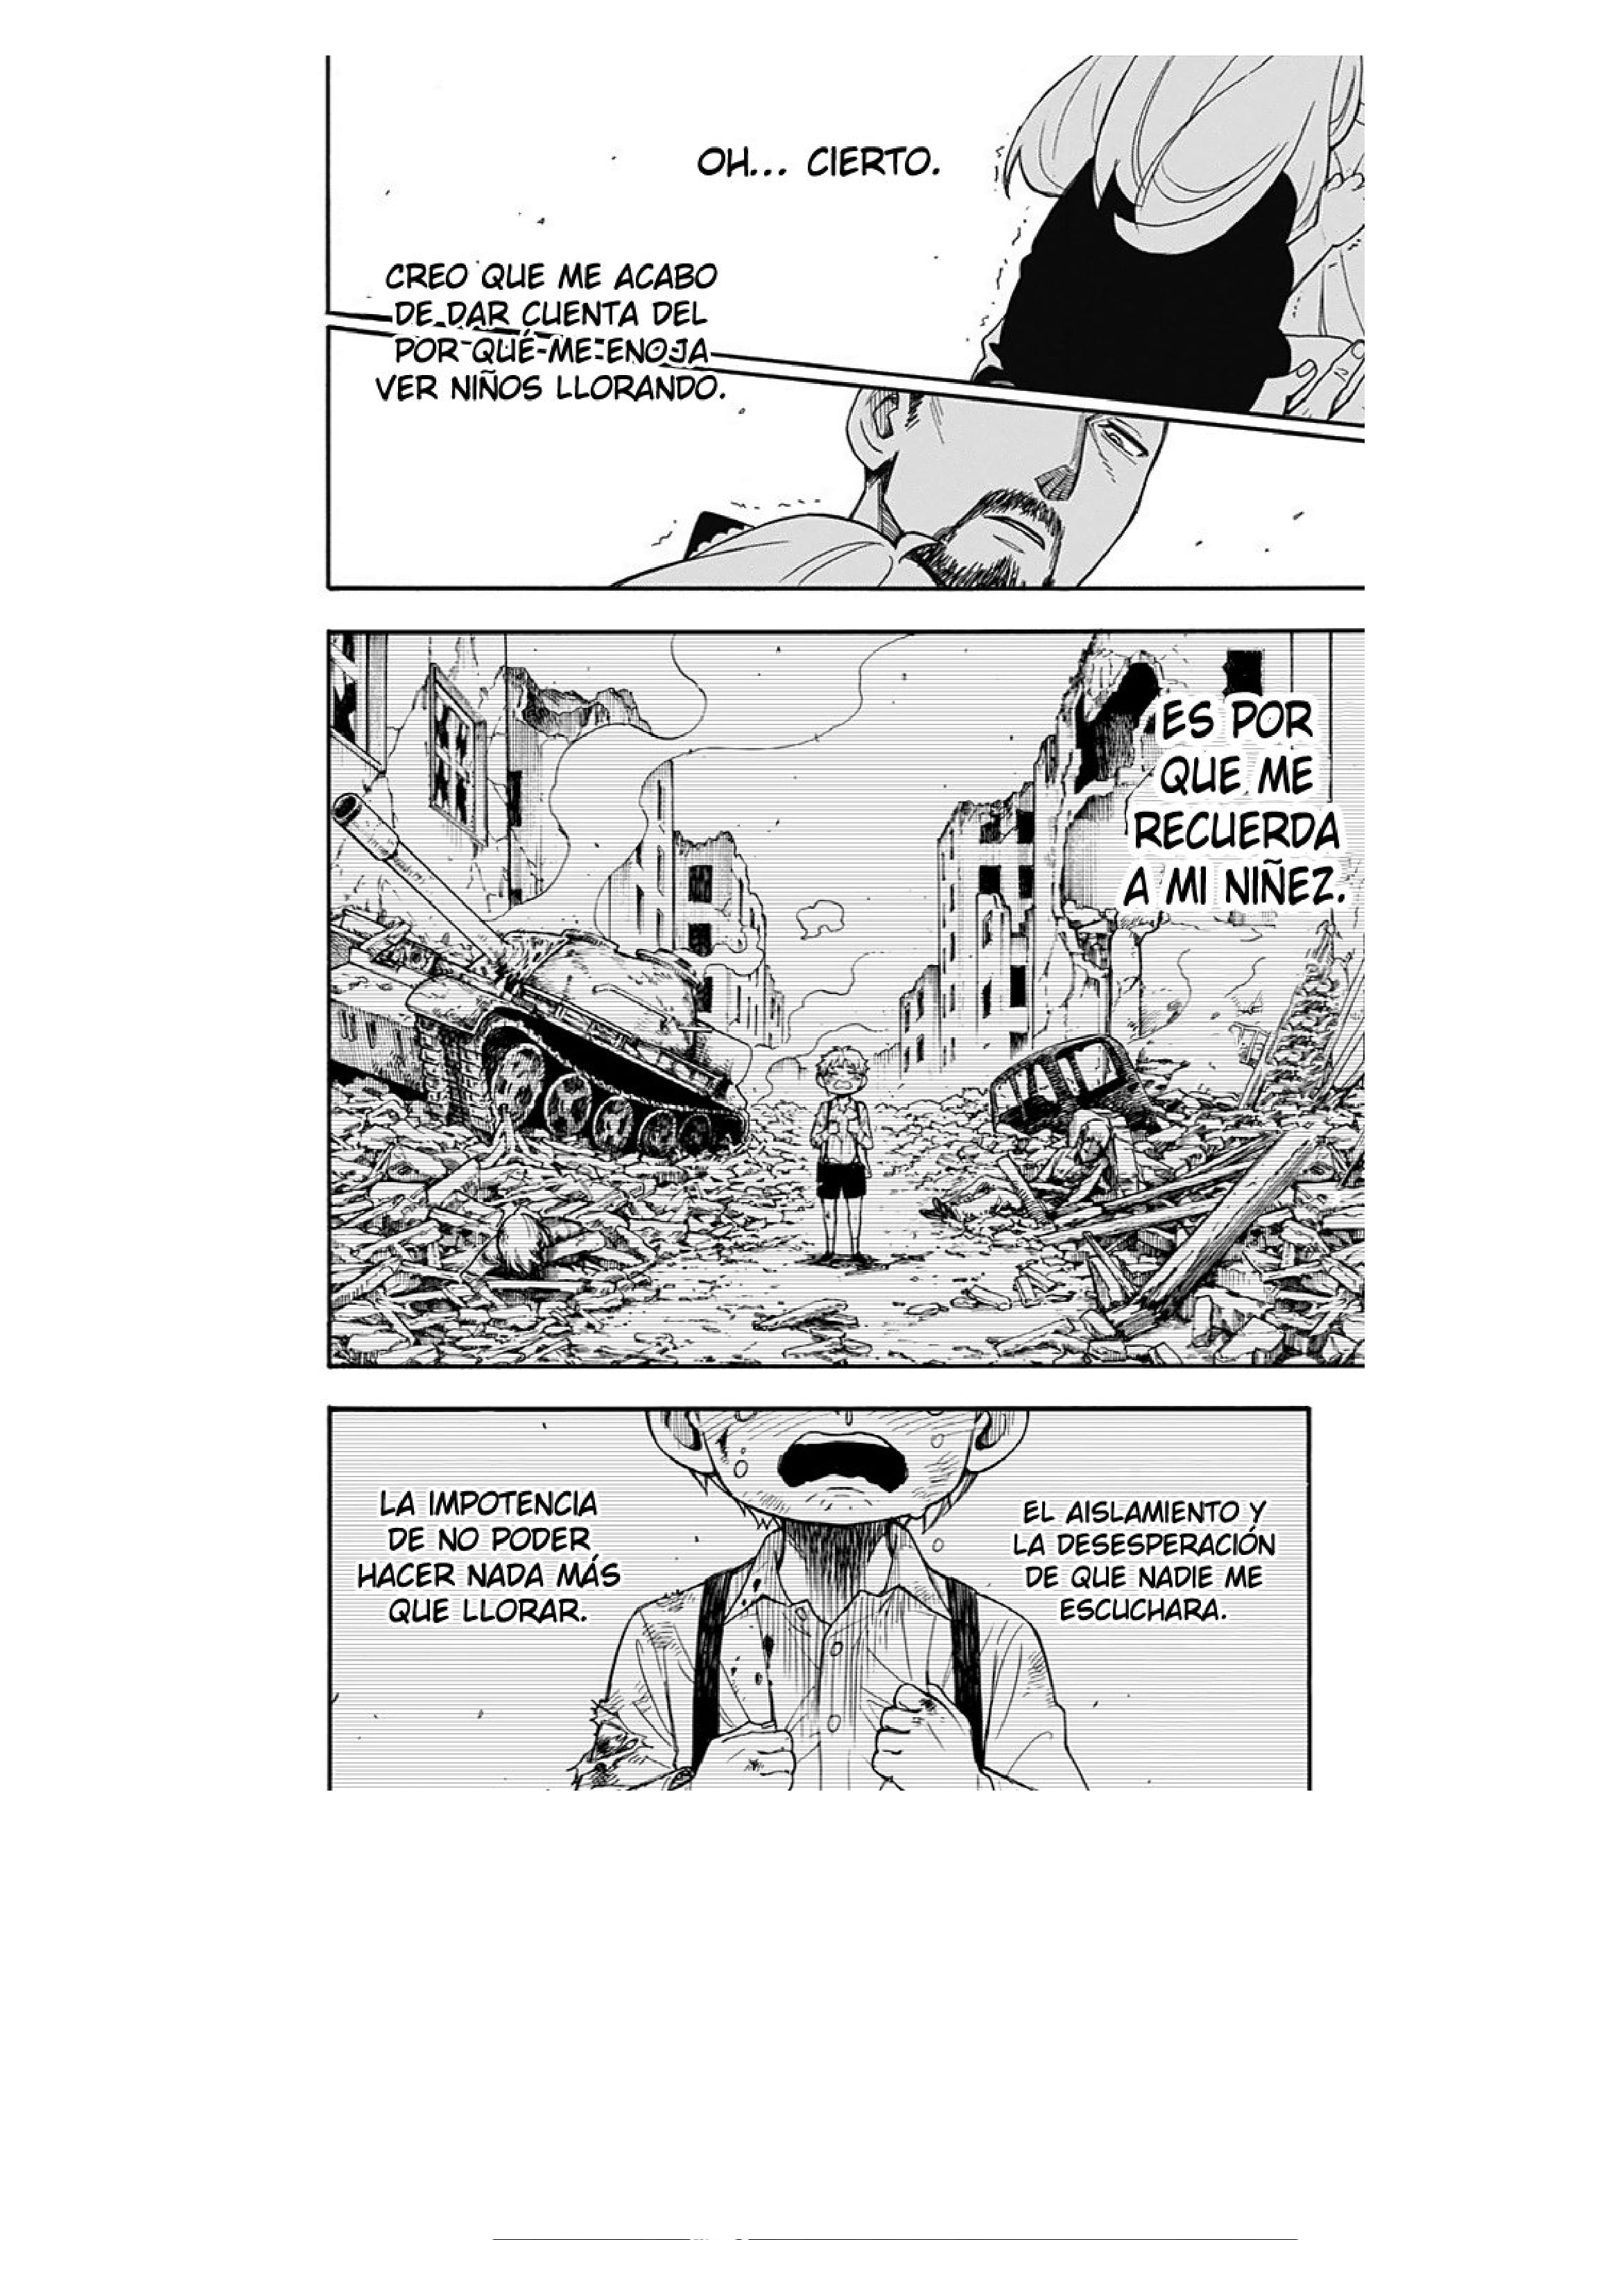 OH... CIERTO.
CREO QUE ME ACABO
DE DAR CUENTA DEL
POR QUÉ ME ENOJA
VER NIÑOS LLORANDO.
ES POR
QUE ME
RECUERDA
A MI NIÑEZ.
EL AISLAMIENTO Y
LA DESESPERACIÓN
DE QUE NADIE ME
ESCUCHARA.
LA IMPOTENCIA
DE NO PODER
HACER NADA MÁS
QUE LLORAR.